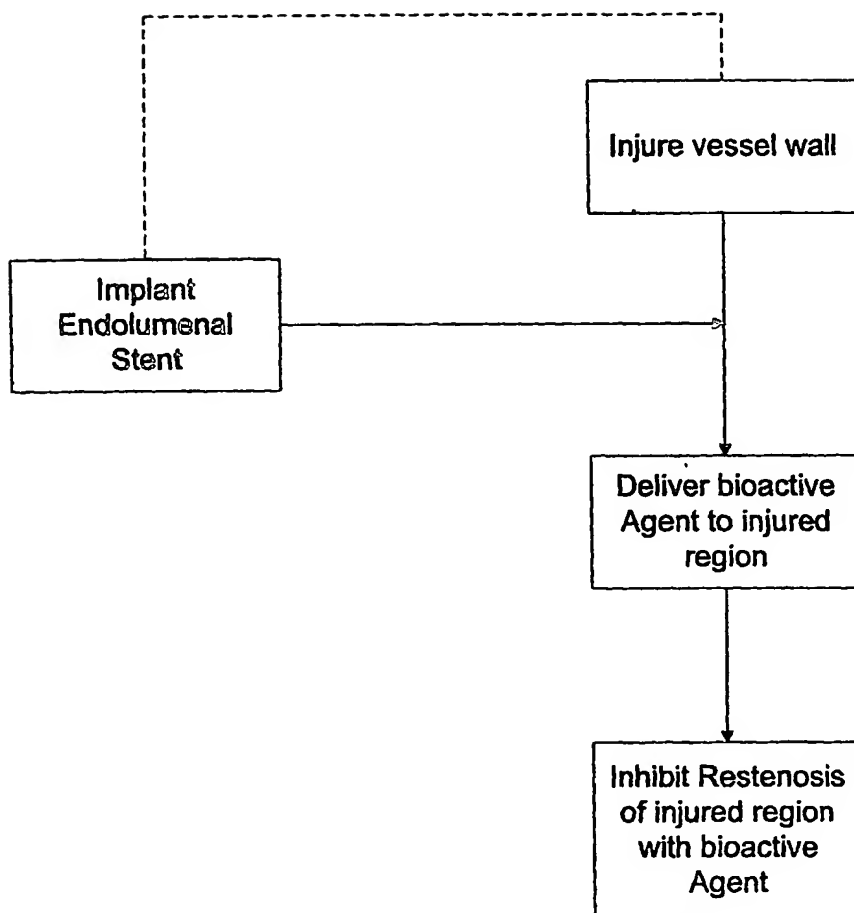 Injure vessel wall
Implant
Endolumenal
Stent
Deliver bioactive
Agent to injured
region
Inhibit Restenosis
of injured region
with bioactive
Agent